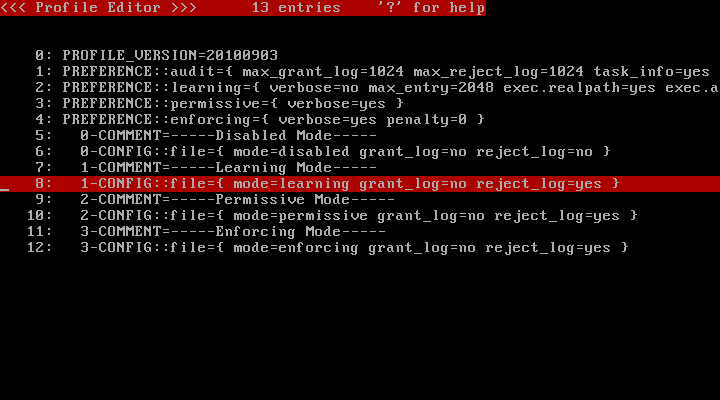 <<< Profile Editor >>>      13 entries    '?' for help
0: PROFILE_VERSION=20100903
1: PREFERENCE::audit={ max_grant_log=1024 max_reject_log=1024 task_info=yes
2: PREFERENCE::learning={ verbose=no max_entry=2048 exec.realpath=yes exec.a
3: PREFERENCE::permissive={ verbose=yes }
4: PREFERENCE::enforcing={ verbose=yes penalty=0 }
5:   0-COMMENT=-----Disabled Mode-----
6:   0-CONFIG::file={ mode=disabled grant_log=no reject_log=no }
7:   1-COMMENT=-----Learning Mode-----
8:   1-CONFIG::file={ mode=learning grant_log=no reject_log=yes }
9:   2-COMMENT=-----Permissive Mode-----
10:   2-CONFIG::file={ mode=permissive grant_log=no reject_log=yes }
11:   3-COMMENT=-----Enforcing Mode-----
12:   3-CONFIG::file={ mode=enforcing grant_log=no reject_log=yes }